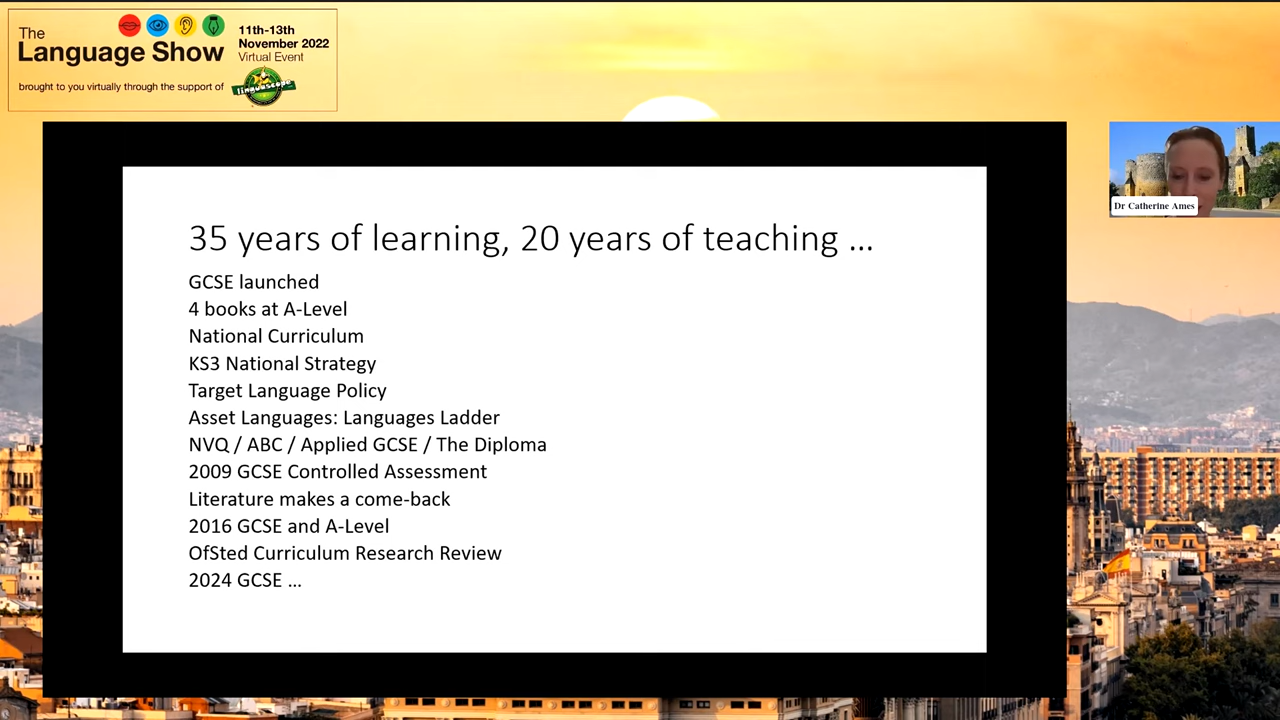 The
Language Show
11th-13th
November 2022
Virtual Event
brought to you virtually through the support of
linguascope
35 years of learning, 20 years of teaching ...
GCSE launched
4 books at A-Level
National Curriculum
KS3 National Strategy
Target Language Policy
Asset Languages: Languages Ladder
NVQ / ABC / Applied GCSE / The Diploma
2009 GCSE Controlled Assessment
Literature makes a come-back
2016 GCSE and A-Level
OfSted Curriculum Research Review
2024 GCSE ...
Dr Catherine Ames